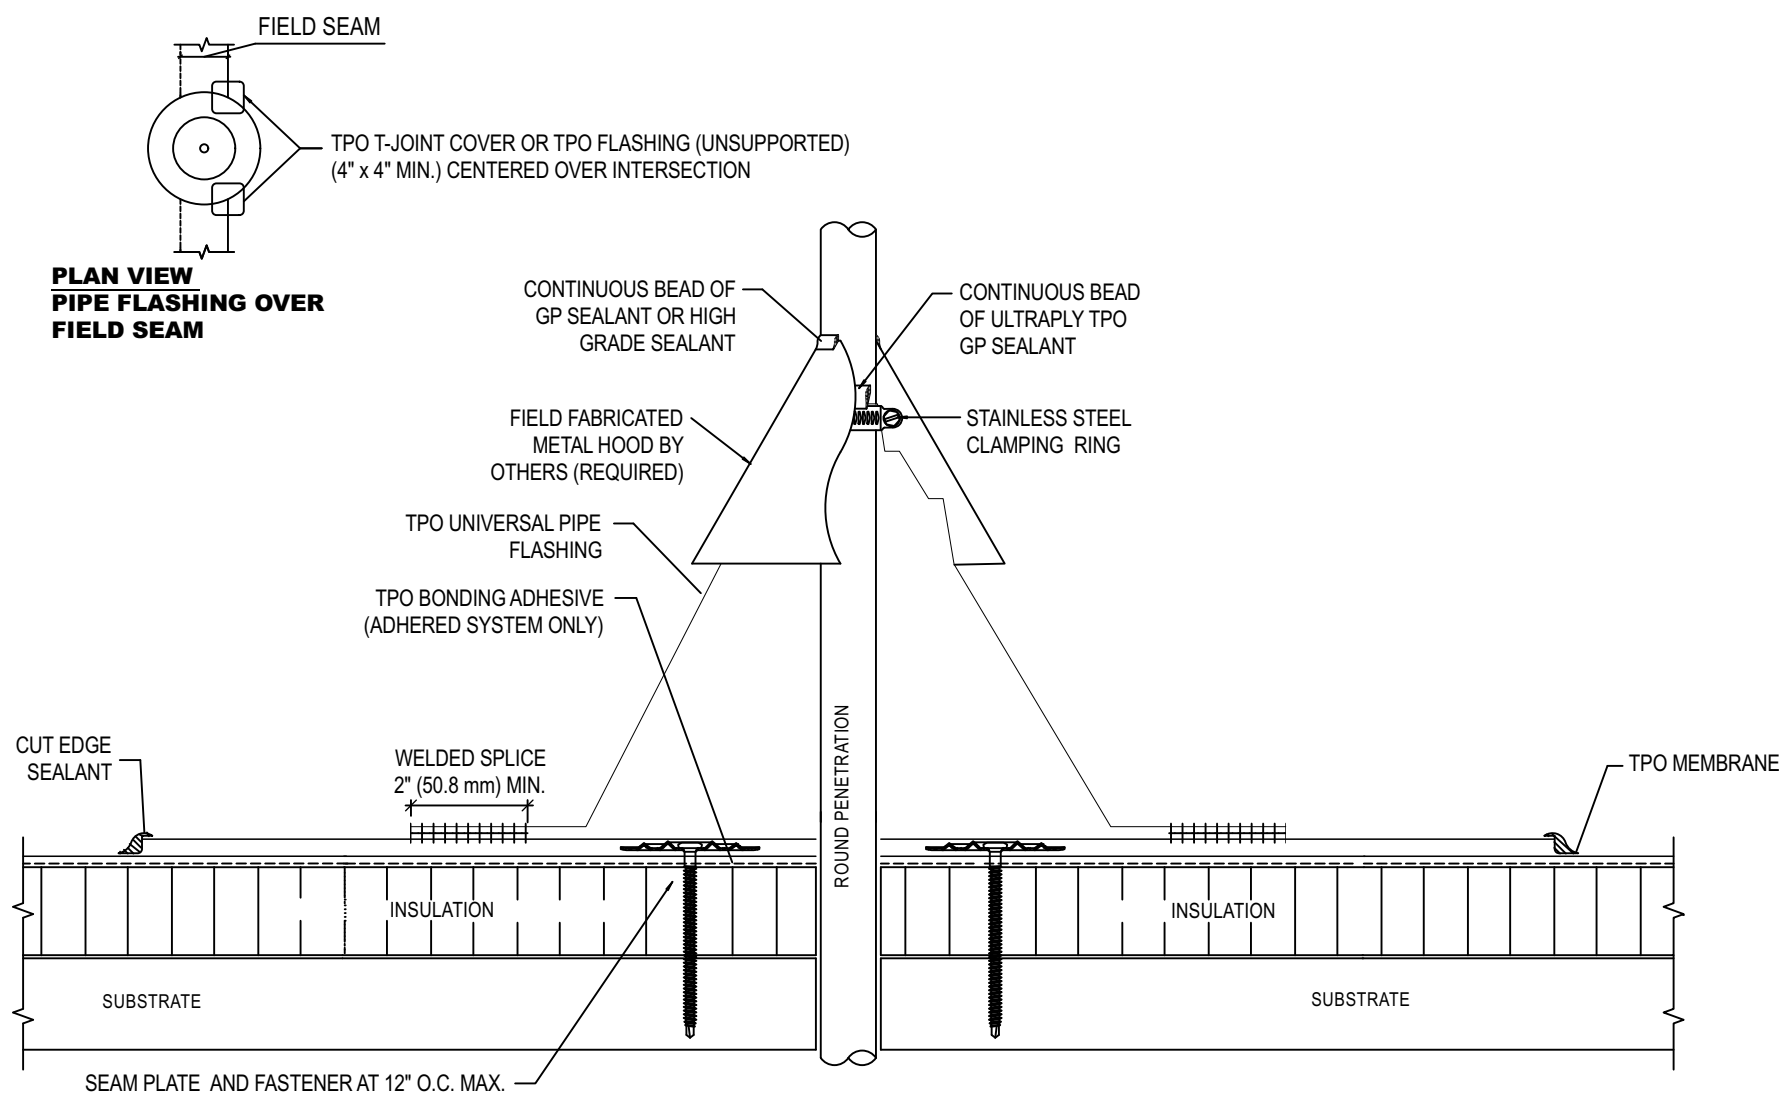 FIELD SEAM
TPO T-JOINT COVER OR TPO FLASHING (UNSUPPORTED)
(4" x 4" MIN.) CENTERED OVER INTERSECTION
PLAN VIEW
PIPE FLASHING OVER
FIELD SEAM
CONTINUOUS BEAD OF
GP SEALANT OR HIGH
GRADE SEALANT
CONTINUOUS BEAD
OF ULTRAPLY TPO
GP SEALANT
FIELD FABRICATED
METAL HOOD BY
OTHERS (REQUIRED)
STAINLESS STEEL
CLAMPING RING
TPO UNIVERSAL PIPE
FLASHING
TPO BONDING ADHESIVE
(ADHERED SYSTEM ONLY)
CUT EDGE
SEALANT
WELDED SPLICE
2" (50.8 mm) MIN.
ROUND PENETRATION
TPO MEMBRANE
INSULATION
INSULATION
SUBSTRATE
SUBSTRATE
SEAM PLATE AND FASTENER AT 12" O.C. MAX.